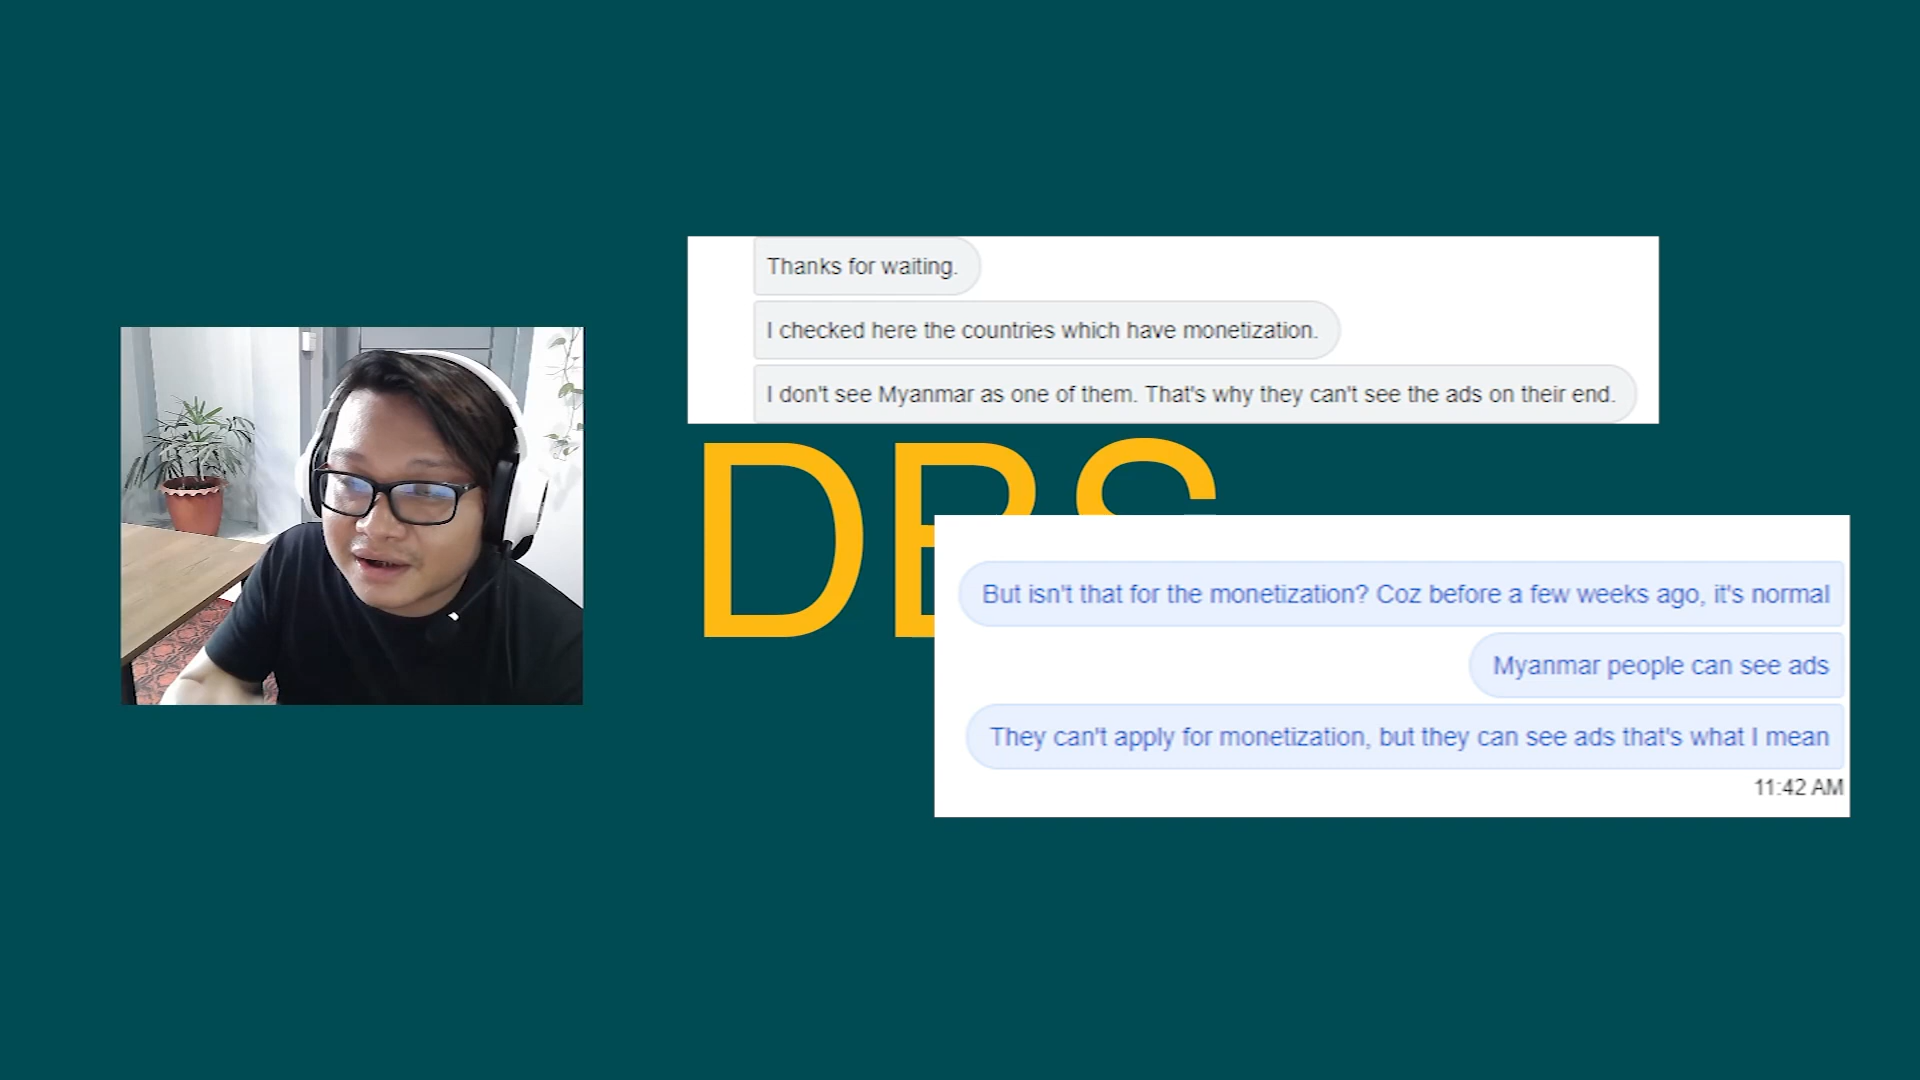 Thanks for waiting.
I checked here the countries which have monetization.
I don't see Myanmar as one of them. That's why they can't see the ads on their end.
DBS
But isn't that for the monetization? Coz before a few weeks ago, it's normal
Myanmar people can see ads
They can't apply for monetization, but they can see ads that's what I mean
11:42 AM